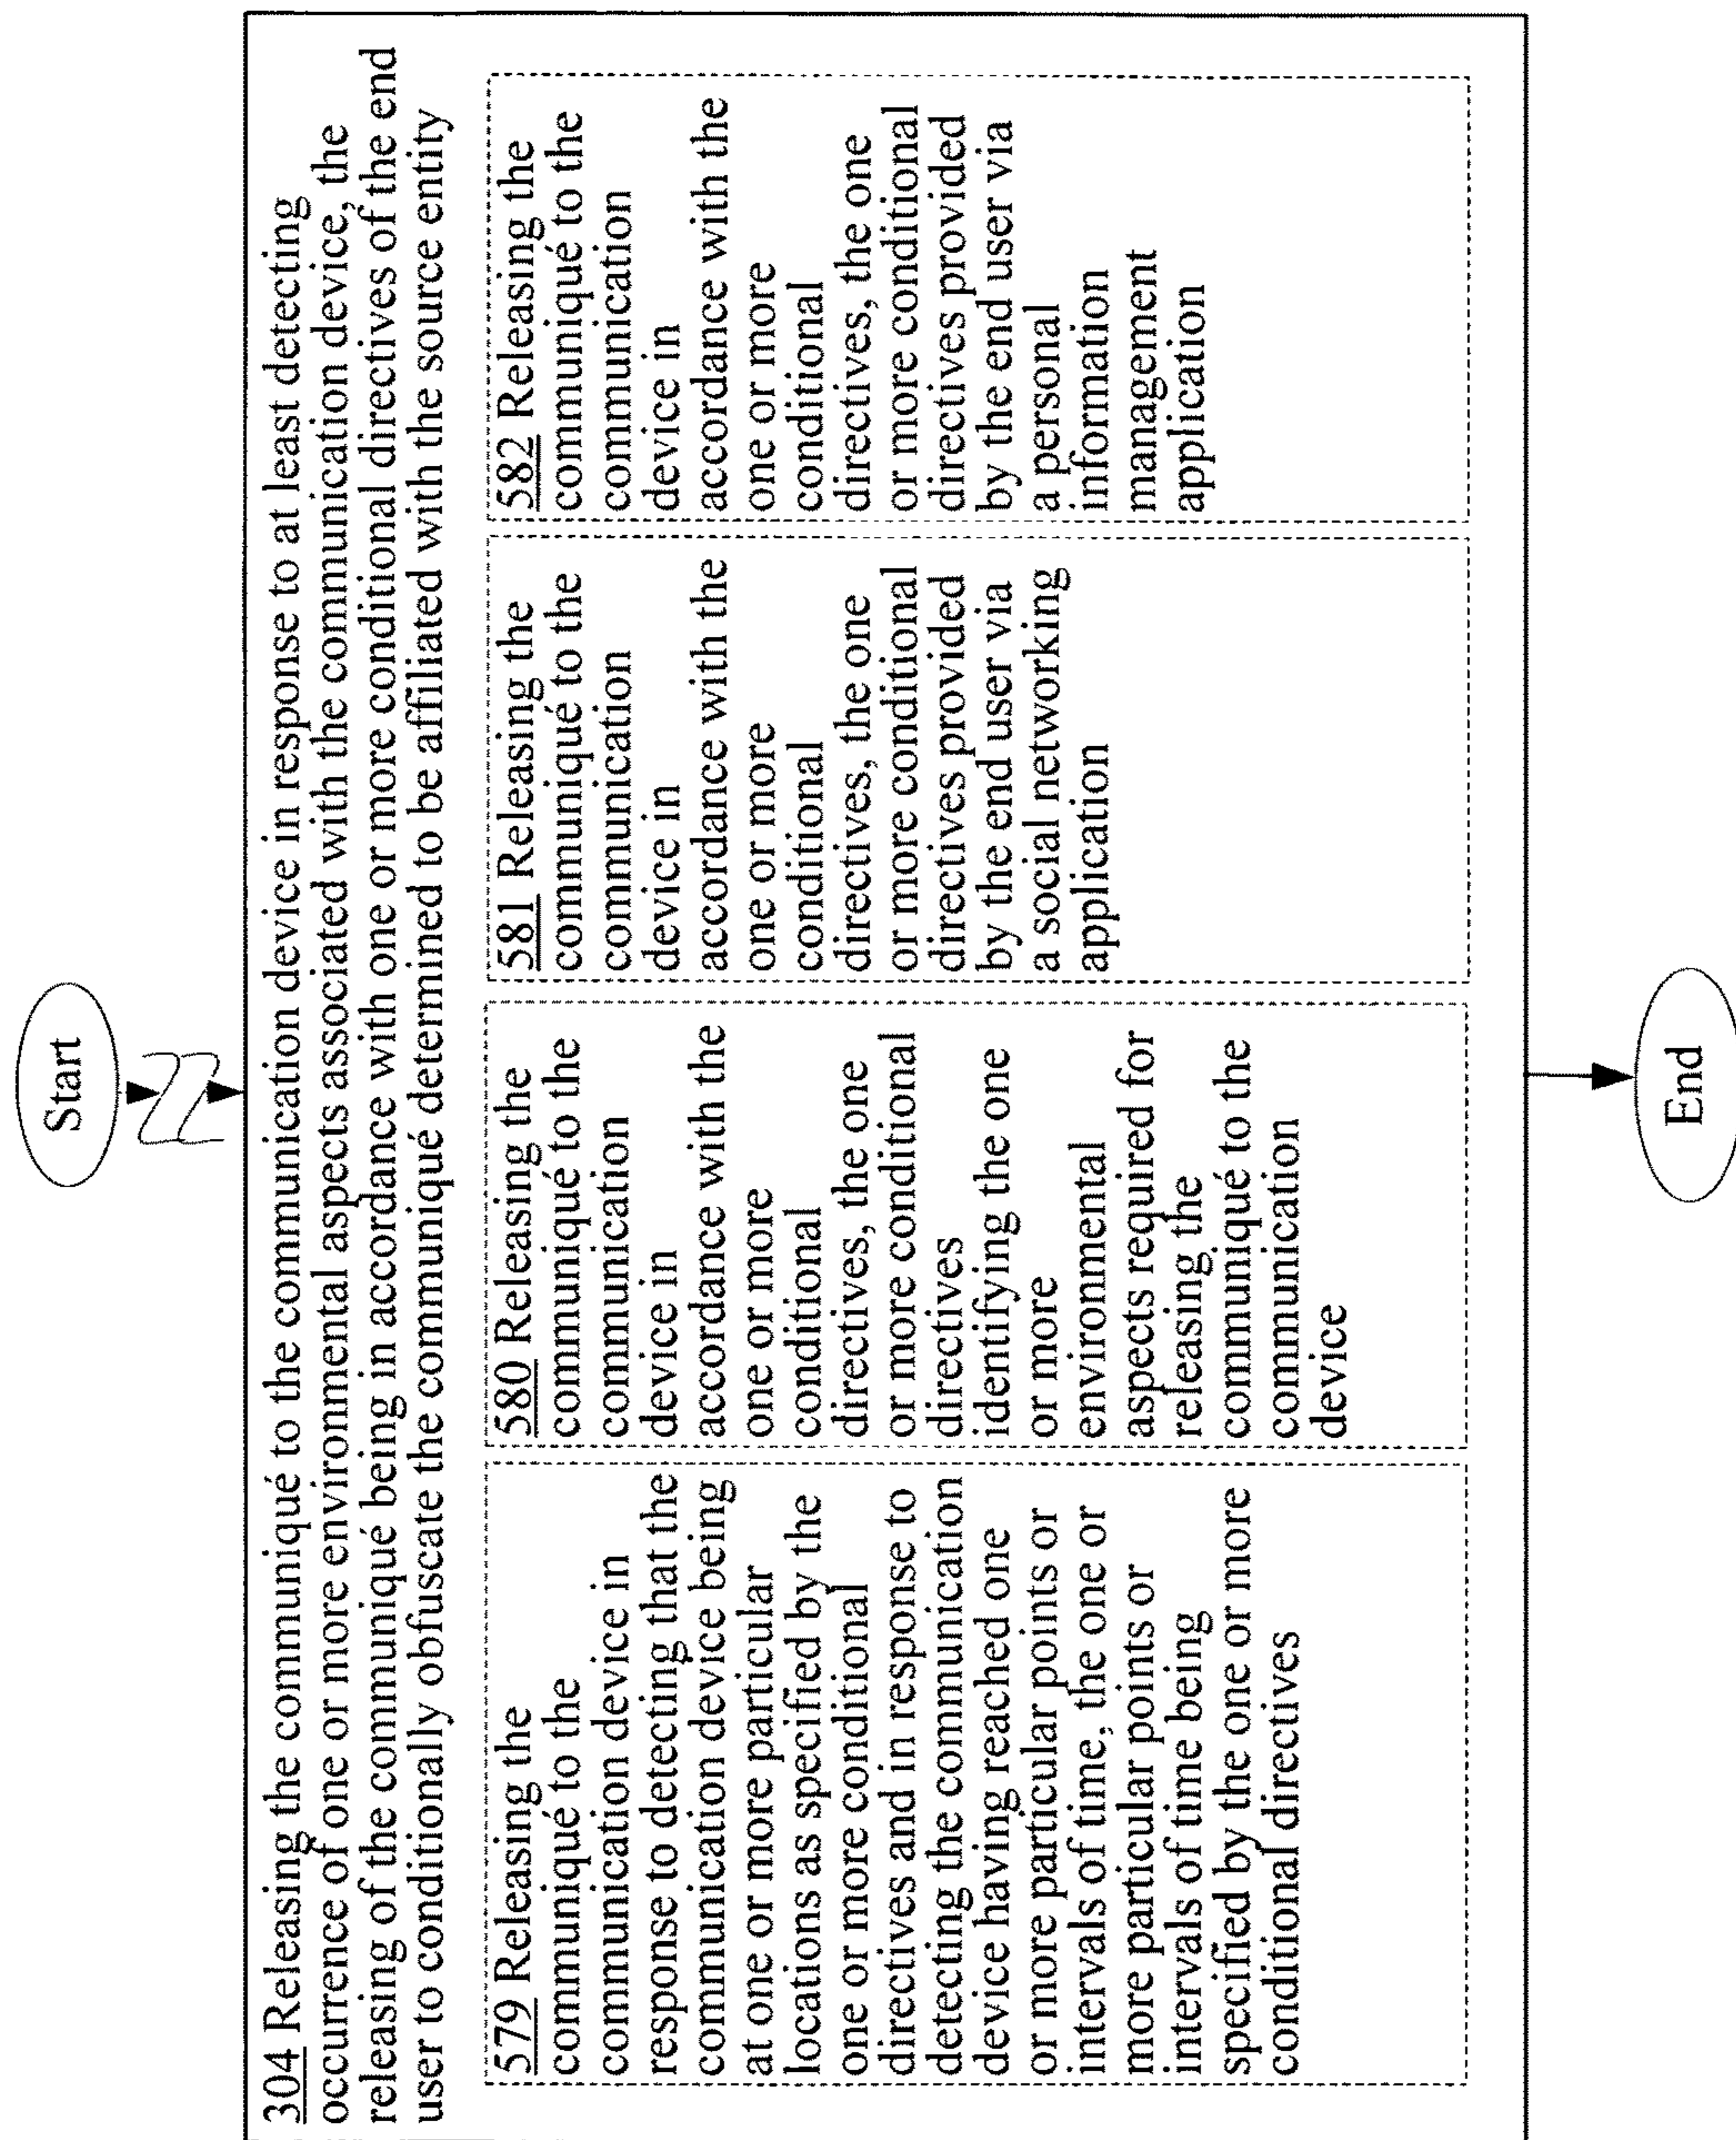 Start
304 Releasing the communiqué to the communication device in response to at least detecting
occurrence of one or more environmental aspects associated with the communication device, the
releasing of the communiqué being in accordance with one or more conditional directives of the end
user to conditionally obfuscate the communiqué determined to be affiliated with the source entity
579 Releasing the
communiqué to the
communication device in
response to detecting that the
communication device being
at one or more particular
locations as specified by the
one or more conditional
directives and in response to
detecting the communication
device having reached one
or more particular points or
intervals of time, the one or
more particular points or
intervals of time being
specified by the one or more
conditional directives
580 Releasing the
communiqué to the
communication
device in
accordance with the
one or more
conditional
directives, the one
or more conditional
directives
identifying the one
or more
environmental
aspects required for
releasing the
communiqué to the
communication
device
581 Releasing the
communiqué to the
communication
device in
accordance with the
one or more
conditional
directives, the one
or more conditional
directives provided
by the end user via
a social networking
application
582 Releasing the
communiqué to the
communication
device in
accordance with the
one or more
conditional
directives, the one
or more conditional
directives provided
by the end user via
a personal
information
management
application
End